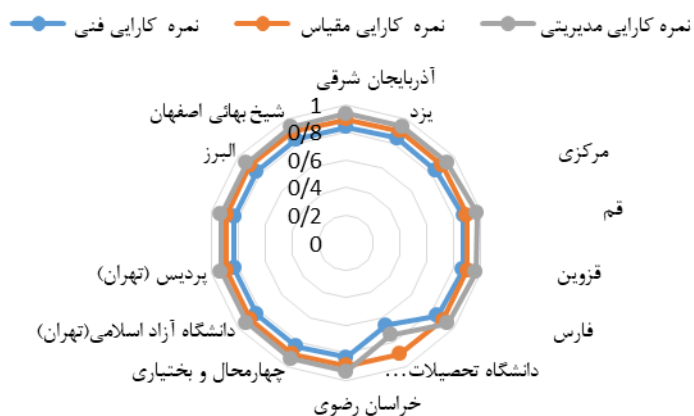 نمره کارایی مدیریتی
نمره کارایی مقیاس
نمره کارایی فنی
آذربایجان شرقی
یزد
مرکزی
قم
قزوین
فارس
دانشگاه تحصیلات...
خراسان رضوی
چهارمحال و بختیاری
دانشگاه آزاد اسلامی(تهران)
پردیس (تهران)
البرز
شیخ بهائی اصفهان
1
0/8
0/6
0/4
0/2
0